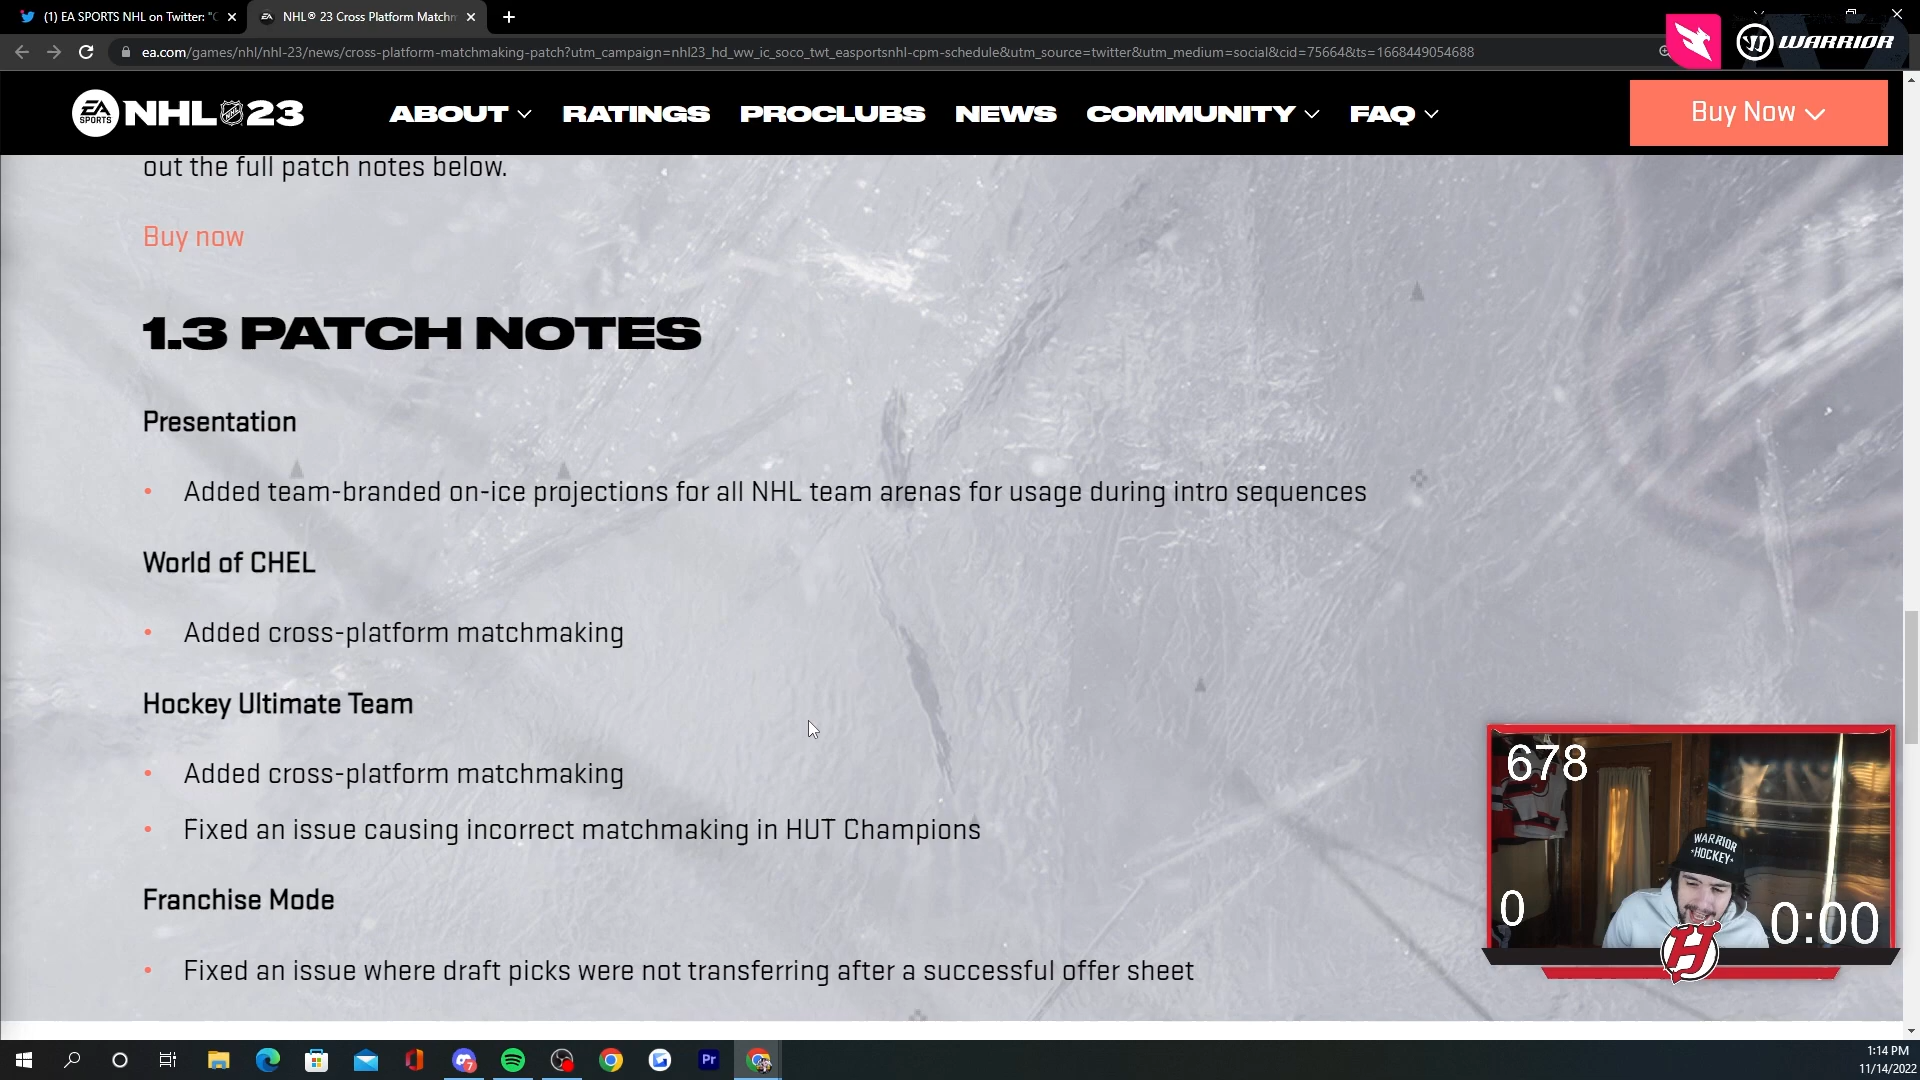 (1) EA SPORTS NHL on Twitter: "C
NHL® 23 Cross Platform Matchm
ea.com/games/nhl/nhl-23/news/cross-platform-matchmaking-patch?utm_campaign=nhl23_hd_ww_ic_soco_twt_easportsnhl-cpm-schedule&utm_source=twitter&utm_medium=social&cid=75664&ts=1668449054688
WARRIOR
EA SPORTS NHL 23
ABOUT RATINGS PROCLUBS NEWS COMMUNITY FAQ
Buy Now
out the full patch notes below.
Buy now
1.3 PATCH NOTES
Presentation
• Added team-branded on-ice projections for all NHL team arenas for usage during intro sequences
World of CHEL
• Added cross-platform matchmaking
Hockey Ultimate Team
• Added cross-platform matchmaking
• Fixed an issue causing incorrect matchmaking in HUT Champions
Franchise Mode
• Fixed an issue where draft picks were not transferring after a successful offer sheet
678
WARRIOR
•HOCKEY•
0
0:00
H
7
Pr
1:14 PM
11/14/2022